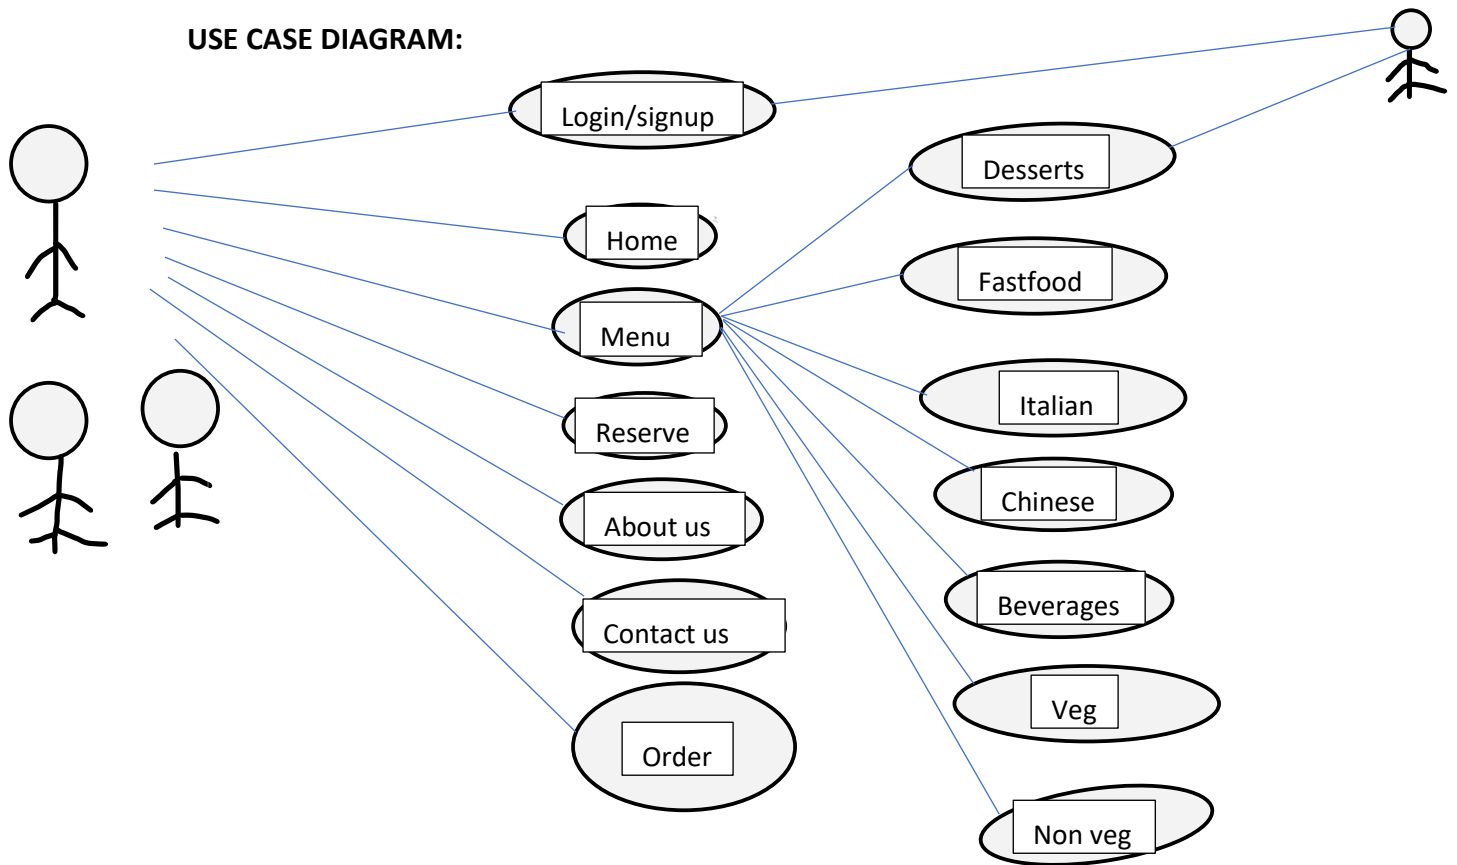 USE CASE DIAGRAM:
Login/signup
Home
Menu
Reserve
About us
Contact us
Order
Desserts
Fastfood
Italian
Chinese
Beverages
Veg
Non veg